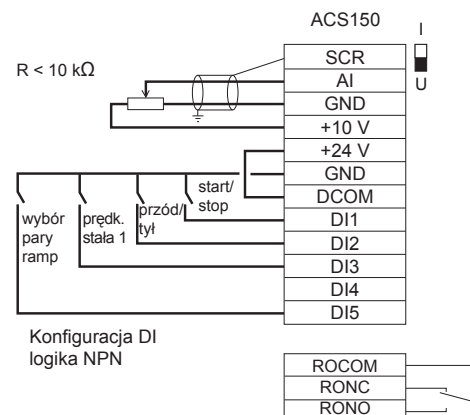 ACS150
I
U
R < 10 kΩ
SCR
AI
GND
+10 V
+24 V
GND
DCOM
DI1
DI2
DI3
DI4
DI5
start/
stop
przód/
tył
prędk.
stała 1
wybór
pary
ramp
Konfiguracja DI
logika NPN
ROCOM
RONC
RONO